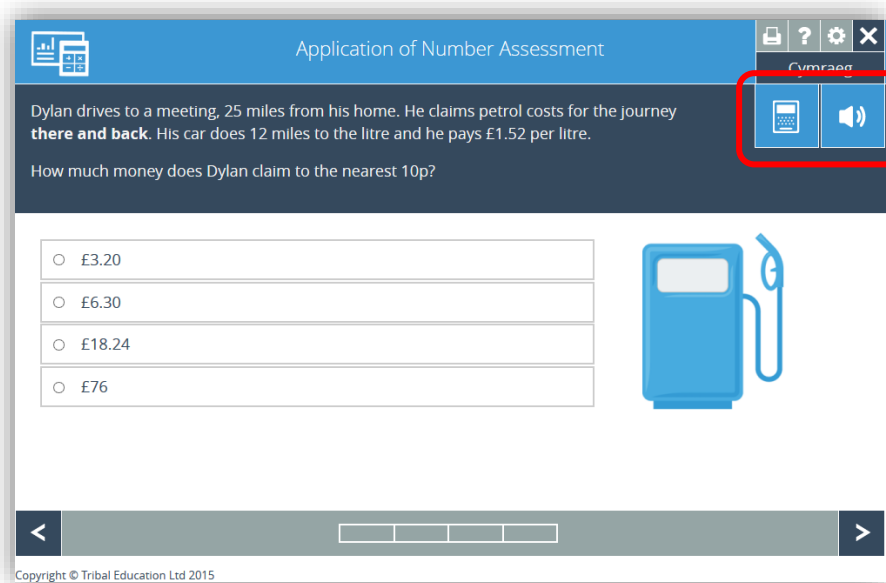 Application of Number Assessment
?
Cymraeg
Dylan drives to a meeting, 25 miles from his home. He claims petrol costs for the journey
there and back. His car does 12 miles to the litre and he pays £1.52 per litre.
How much money does Dylan claim to the nearest 10p?
£3.20
£6.30
£18.24
£76
Copyright © Tribal Education Ltd 2015